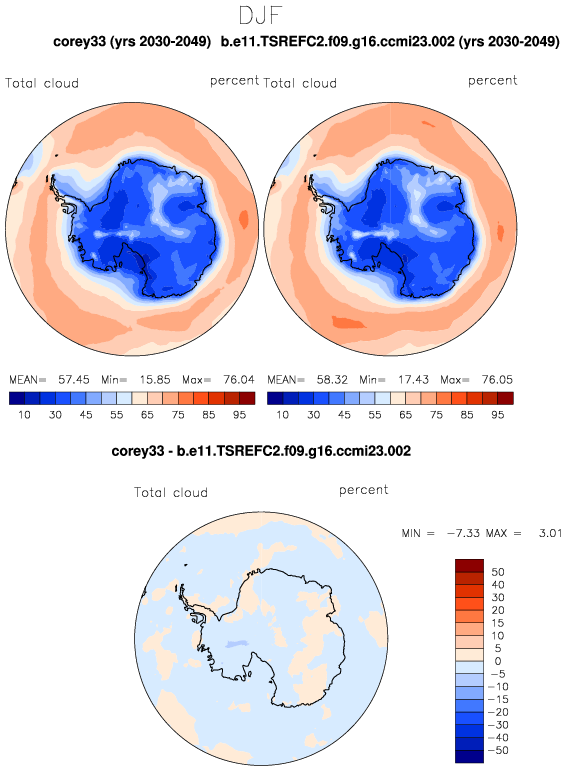 DJF
corey33 (yrs 2030-2049) b.e11.TSREFC2.f09.g16.ccmi23.002 (yrs 2030-2049)
Total cloud percent Total cloud percent
MEAN= 57.45 Min= 15.85 Max= 76.04 MEAN= 58.32 Min= 17.43 Max= 76.05
10 30 45 55 65 75 85 95 10 30 45 55 65 75 85 95
corey33 - b.e11.TSREFC2.f09.g16.ccmi23.002
Total cloud percent
MIN = -7.33 MAX = 3.01
50
40
30
20
15
10
5
0
-5
-10
-15
-20
-30
-40
-50